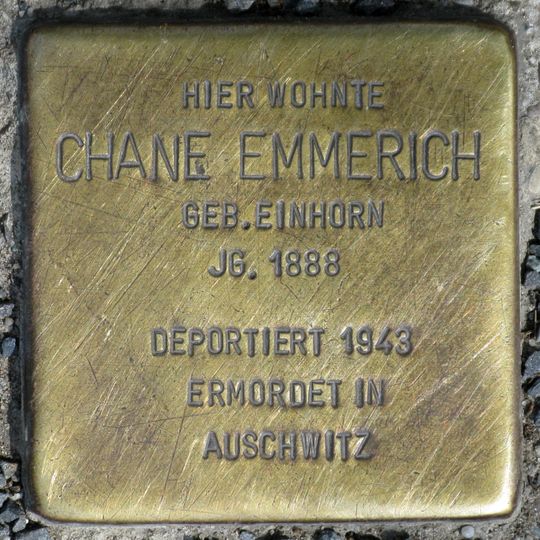 HIER WOHNTE
CHANE EMMERICH
GEB. EINHORN
JG. 1888
DEPORTIERT 1943
ERMORDET IN
AUSCHWITZ